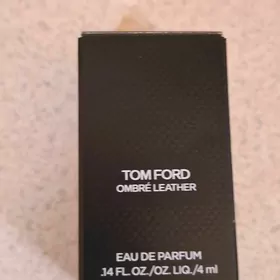 TOM FORD
OMBRÉ LEATHER
EAU DE PARFUM
.14 FL. OZ./OZ. LIQ./4 ml